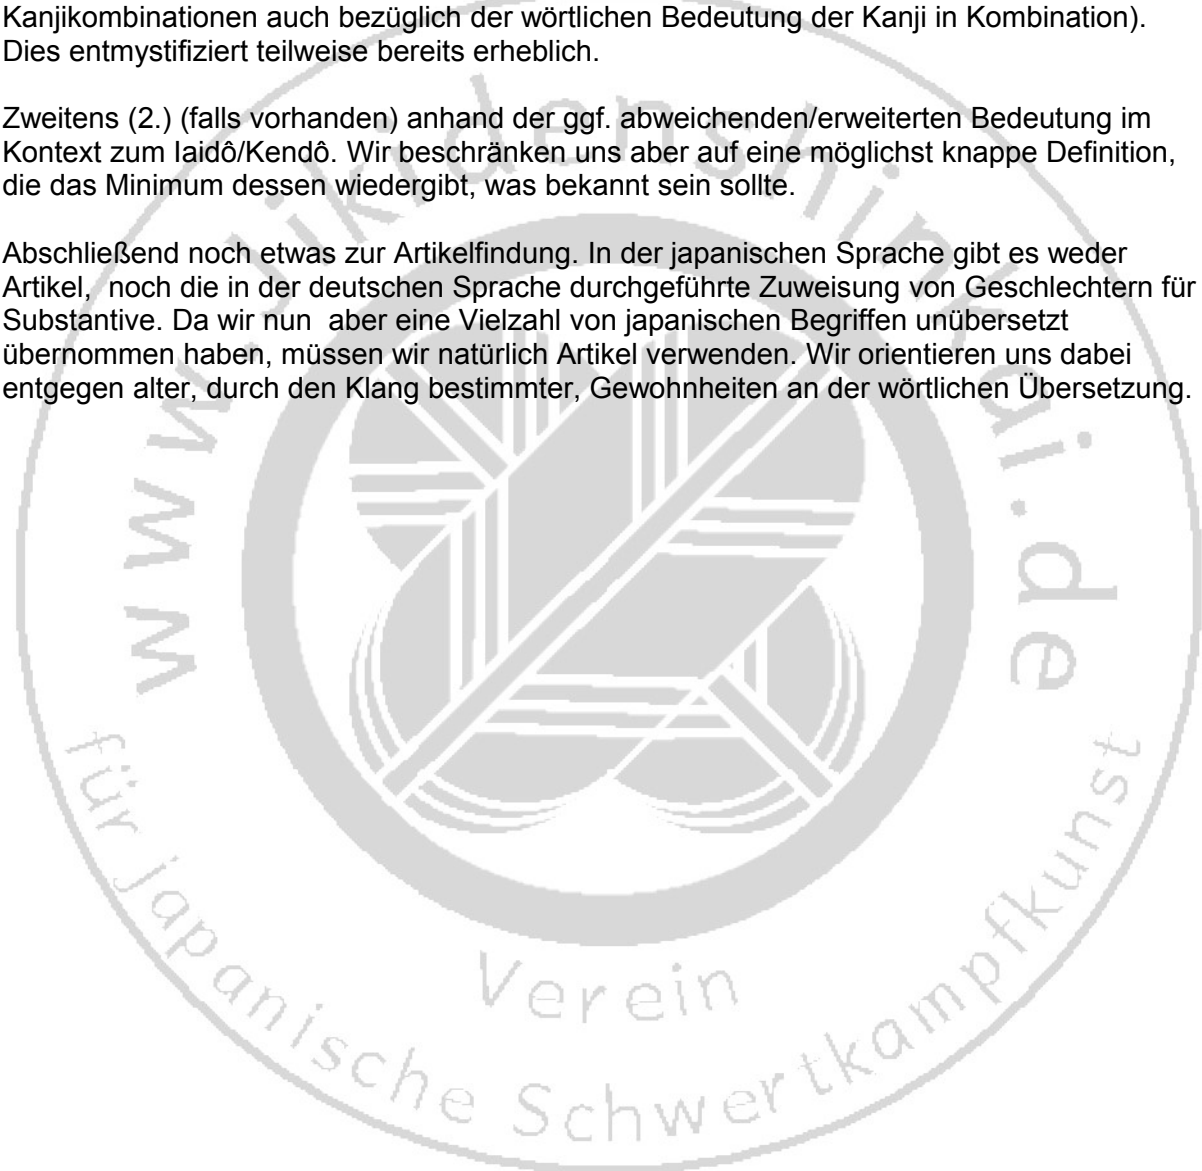 Kanjikombinationen auch bezüglich der wörtlichen Bedeutung der Kanji in Kombination).
Dies entmystifiziert teilweise bereits erheblich.
Zweitens (2.) (falls vorhanden) anhand der ggf. abweichenden/erweiterten Bedeutung im
Kontext zum Iaidô/Kendô. Wir beschränken uns aber auf eine möglichst knappe Definition,
die das Minimum dessen wiedergibt, was bekannt sein sollte.
Abschließend noch etwas zur Artikelfindung. In der japanischen Sprache gibt es weder
Artikel,  noch die in der deutschen Sprache durchgeführte Zuweisung von Geschlechtern für
Substantive. Da wir nun  aber eine Vielzahl von japanischen Begriffen unübersetzt
übernommen haben, müssen wir natürlich Artikel verwenden. Wir orientieren uns dabei
entgegen alter, durch den Klang bestimmter, Gewohnheiten an der wörtlichen Übersetzung.
www.Jikidenshinkai.de
Verein
für japanische Schwertkampfkunst